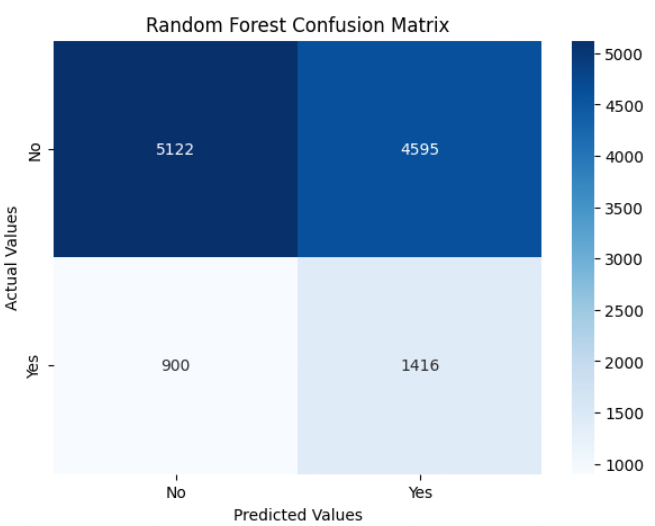 Random Forest Confusion Matrix
No
5122
4595
Yes
900
1416
Actual Values
No
Yes
Predicted Values
5000
4500
4000
3500
3000
2500
2000
1500
1000